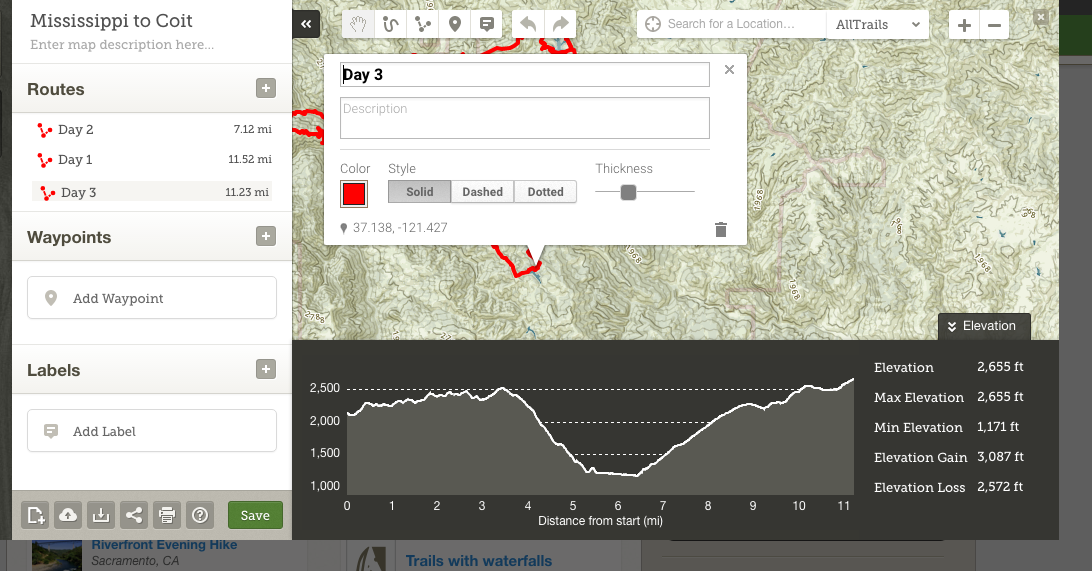 Mississippi to Coit
Enter map description here...
Routes
Day 2 7.12 mi
Day 1 11.52 mi
Day 3 11.23 mi
Waypoints
Add Waypoint
Labels
Add Label
Save
Search for a Location...
AllTrails
Day 3
Description
Color Style Thickness
Solid Dashed Dotted
37.138, -121.427
1968
1968
1968
1968
2788
Elevation
2,500
2,000
1,500
1,000
0 1 2 3 4 5 6 7 8 9 10 11
Distance from start (mi)
Elevation 2,655 ft
Max Elevation 2,655 ft
Min Elevation 1,171 ft
Elevation Gain 3,087 ft
Elevation Loss 2,572 ft
Riverfront Evening Hike
Sacramento, CA
Trails with waterfalls